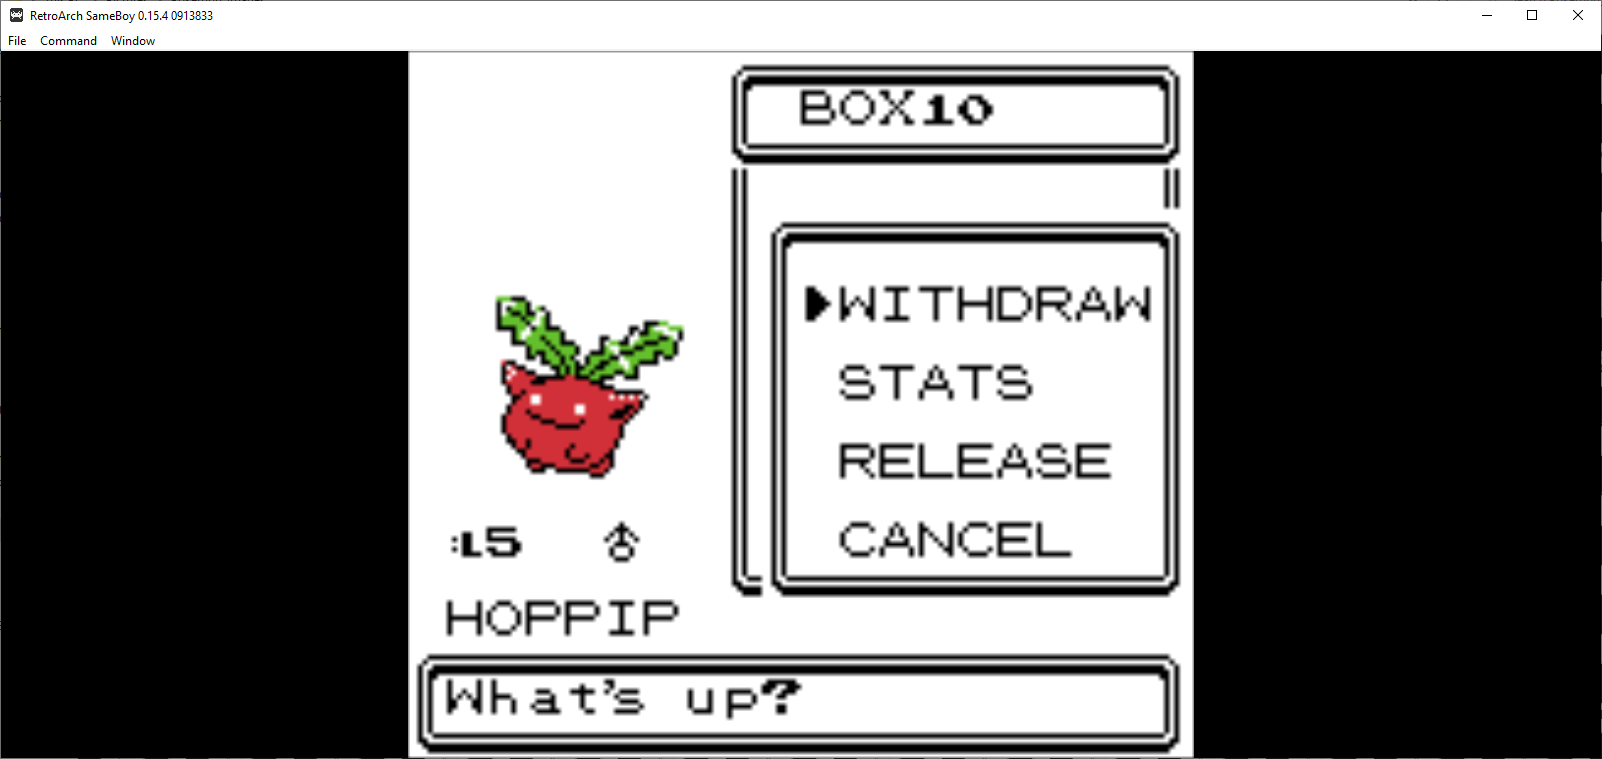 RetroArch SameBoy 0.15.4 0913833
File Command Window
BOX10
▶WITHDRAW
STATS
RELEASE
CANCEL
:L5 ♂
HOPPIP
What's up?